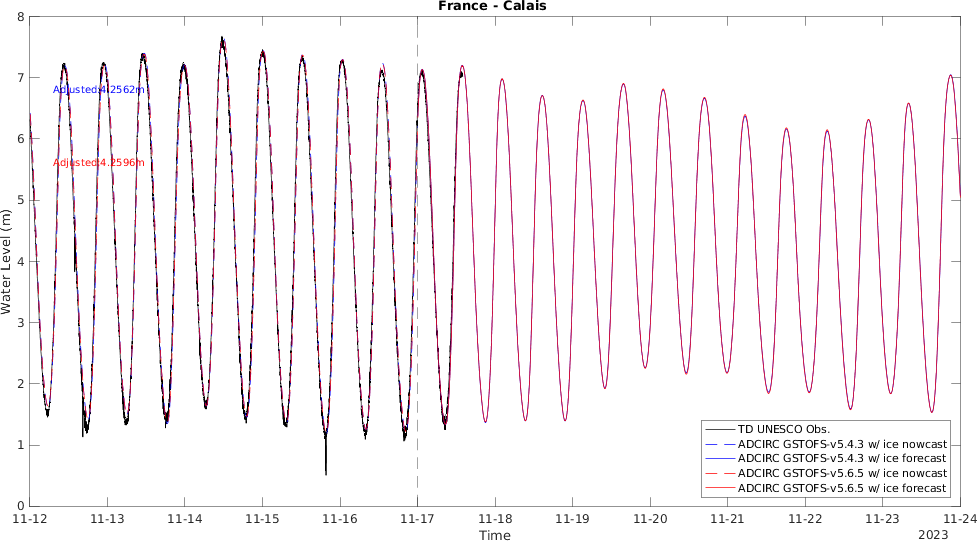 France - Calais
8
7
6
5
4
3
2
1
0
Water Level (m)
Adjusted:4.2562m
Adjusted:4.2596m
TD UNESCO Obs.
ADCIRC GSTOFS-v5.4.3 w/ ice nowcast
ADCIRC GSTOFS-v5.4.3 w/ ice forecast
ADCIRC GSTOFS-v5.6.5 w/ ice nowcast
ADCIRC GSTOFS-v5.6.5 w/ ice forecast
11-12 11-13 11-14 11-15 11-16 11-17 11-18 11-19 11-20 11-21 11-22 11-23 11-24
Time
2023